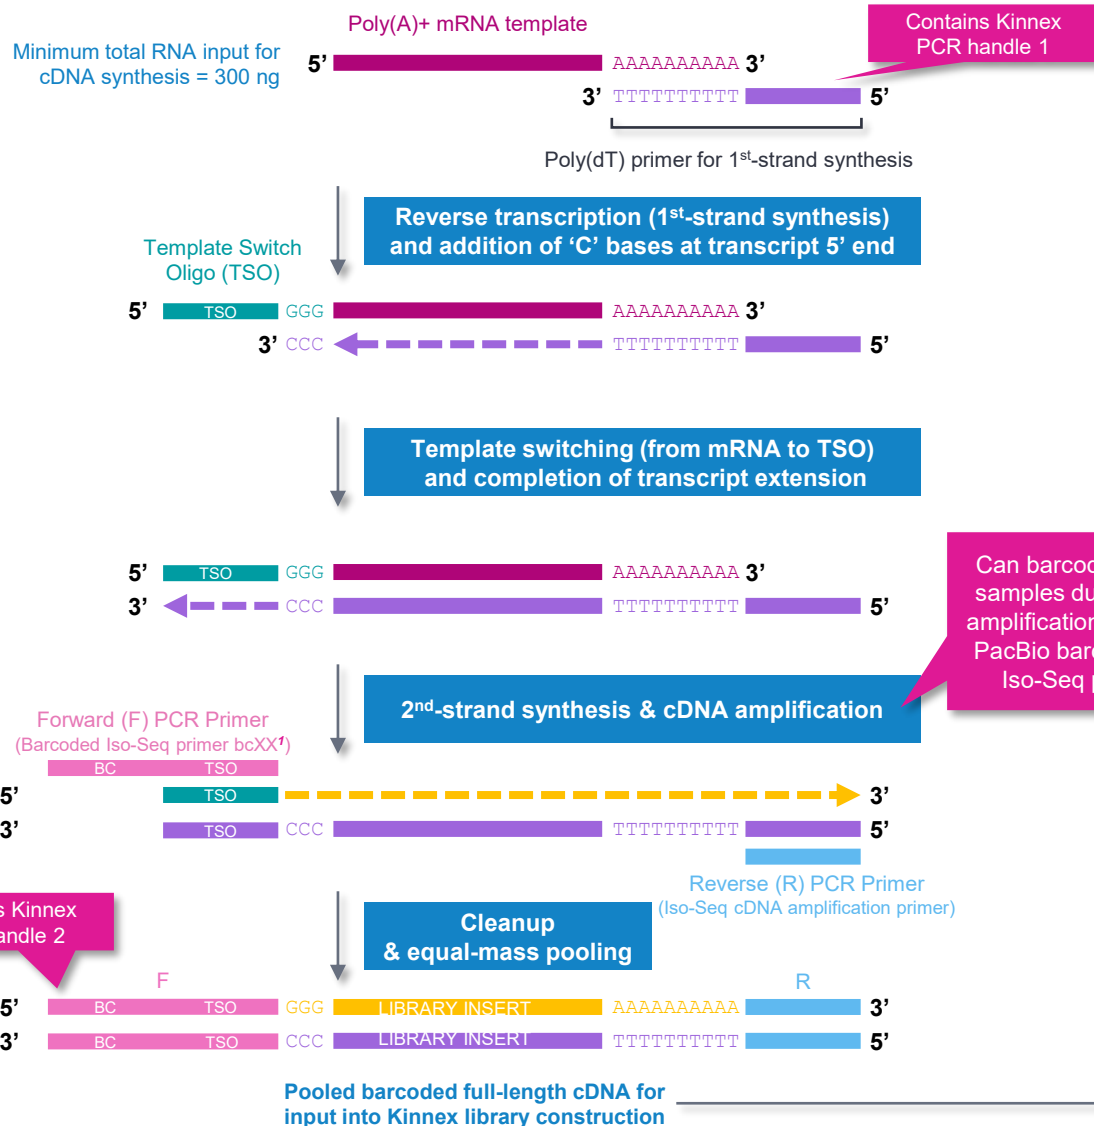 Poly(A)+ mRNA template
Contains Kinnex
PCR handle 1
Minimum total RNA input for
cDNA synthesis = 300 ng
5’ AAAAAAAAAA 3’
3’ TTTTTTTTTT 5’
Poly(dT) primer for 1st-strand synthesis
Reverse transcription (1st-strand synthesis)
and addition of ‘C’ bases at transcript 5’ end
Template Switch
Oligo (TSO)
5’ TSO GGG AAAAAAAAAA 3’
3’ CCC TTTTTTTTTT 5’
Template switching (from mRNA to TSO)
and completion of transcript extension
5’ TSO GGG AAAAAAAAAA 3’
3’ CCC TTTTTTTTTT 5’
Can barcod
samples du
amplification
PacBio bar
Iso-Seq p
2nd-strand synthesis & cDNA amplification
Forward (F) PCR Primer
(Barcoded Iso-Seq primer bcXX1)
BC TSO
5’ TSO 3’
3’ TSO CCC TTTTTTTTTT 5’
Reverse (R) PCR Primer
(Iso-Seq cDNA amplification primer)
s Kinnex
andle 2
Cleanup
& equal-mass pooling
F R
5’ BC TSO GGG LIBRARY INSERT AAAAAAAAAA 3’
3’ BC TSO CCC LIBRARY INSERT TTTTTTTTTT 5’
Pooled barcoded full-length cDNA for
input into Kinnex library construction